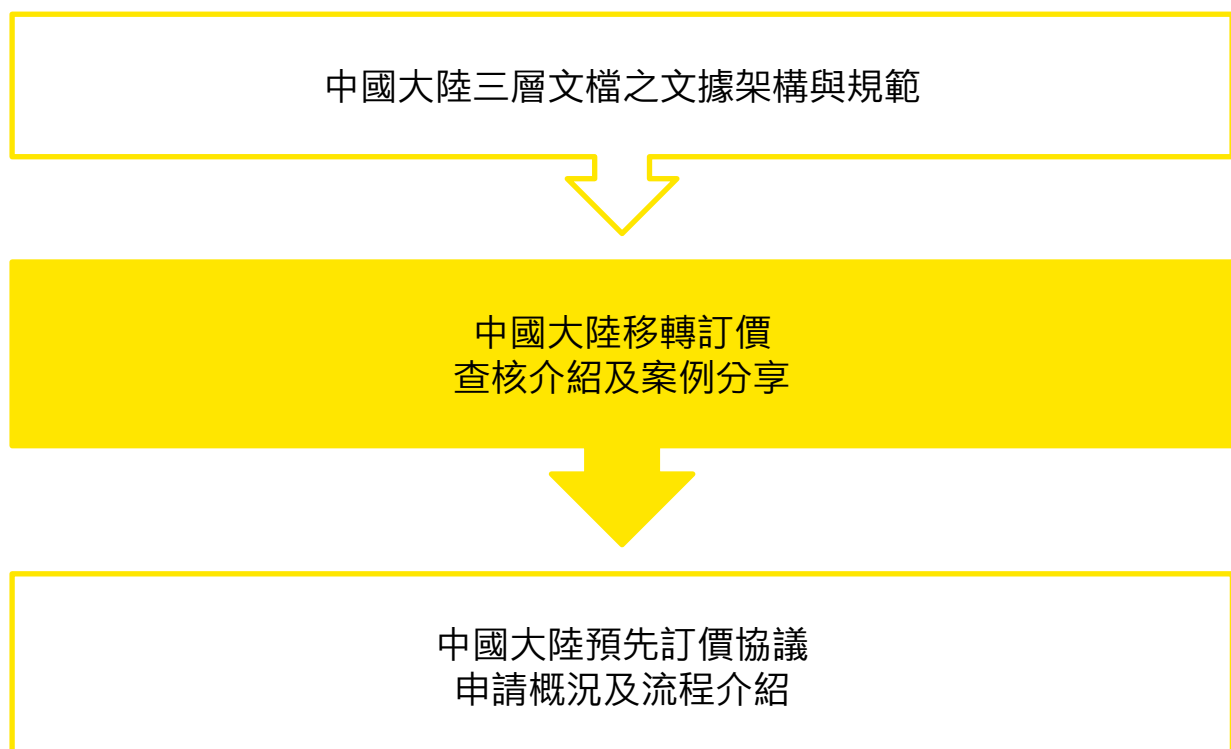 中國大陸三層文檔之文據架構與規範
中國大陸移轉訂價
查核介紹及案例分享
中國大陸預先訂價協議
申請概況及流程介紹